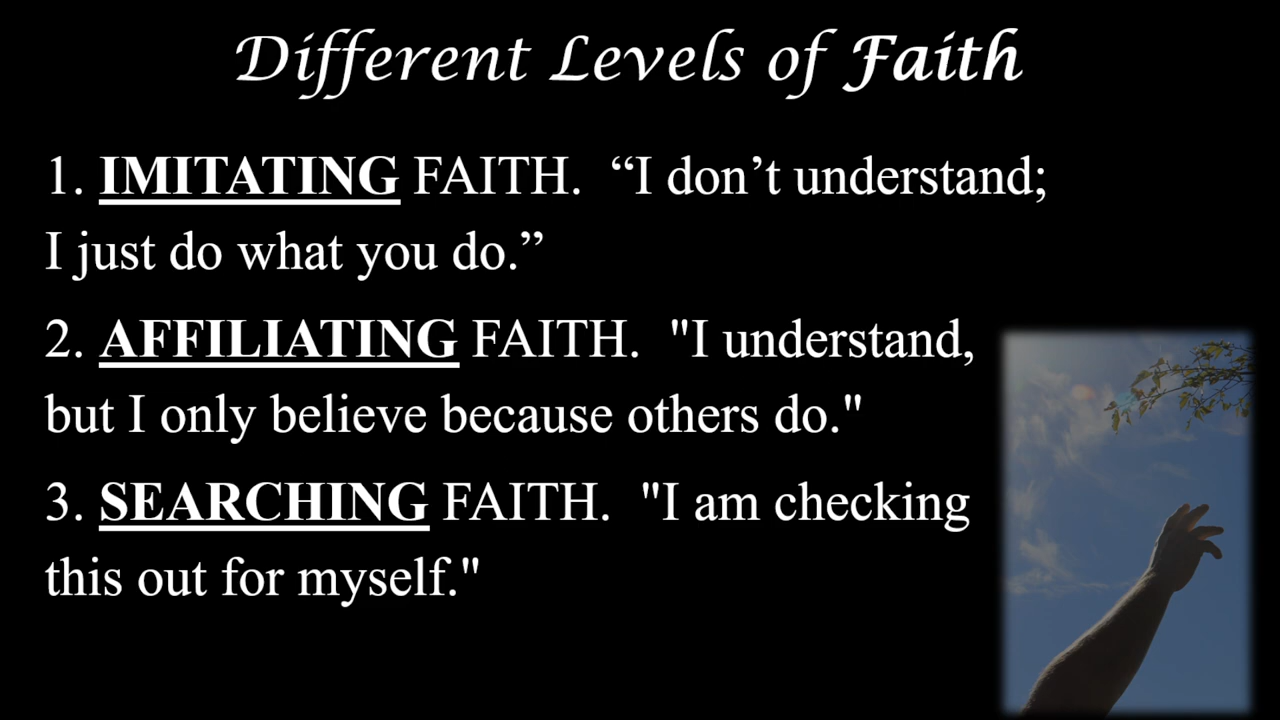 Different Levels of Faith
1. IMITATING FAITH.  “I don’t understand;
I just do what you do.”
2. AFFILIATING FAITH.  "I understand,
but I only believe because others do."
3. SEARCHING FAITH.  "I am checking
this out for myself."